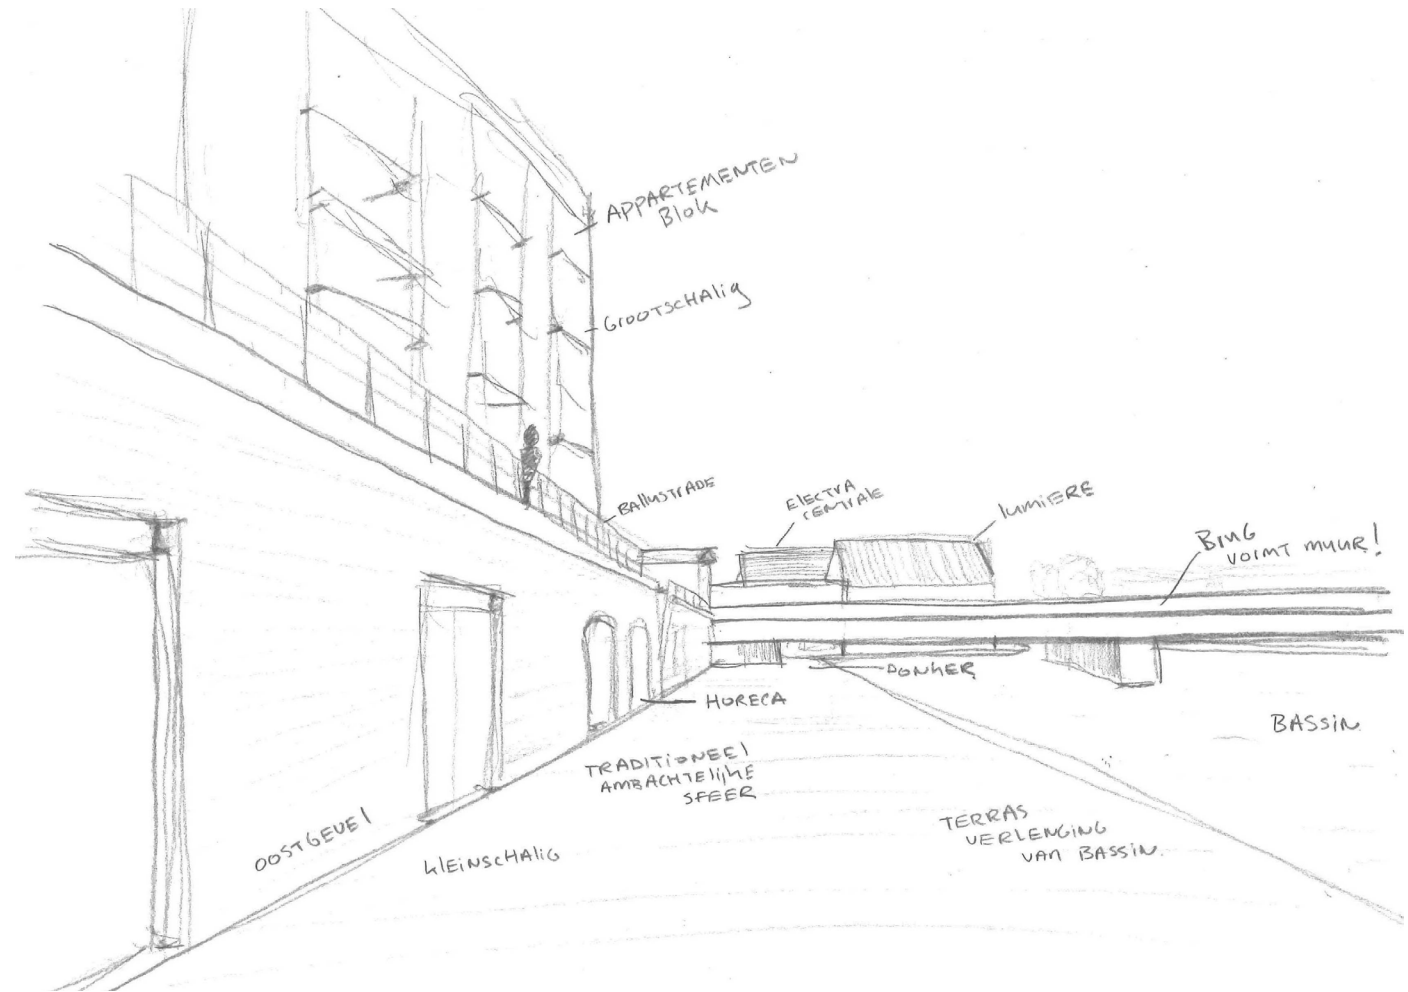 APPARTEMENTEN
Blok
GROOTSCHALIG
BALLUSTRADE
ELECTRA
CENTRALE
lumiERE
BRUG
VORMT MUUR!
DONKER
HORECA
BASSIN
TRADITIONEEL
AMBACHTELIJKE
SFEER
OOSTGEVEL
KLEINSCHALIG
TERRAS
VERLENGING
VAN BASSIN.